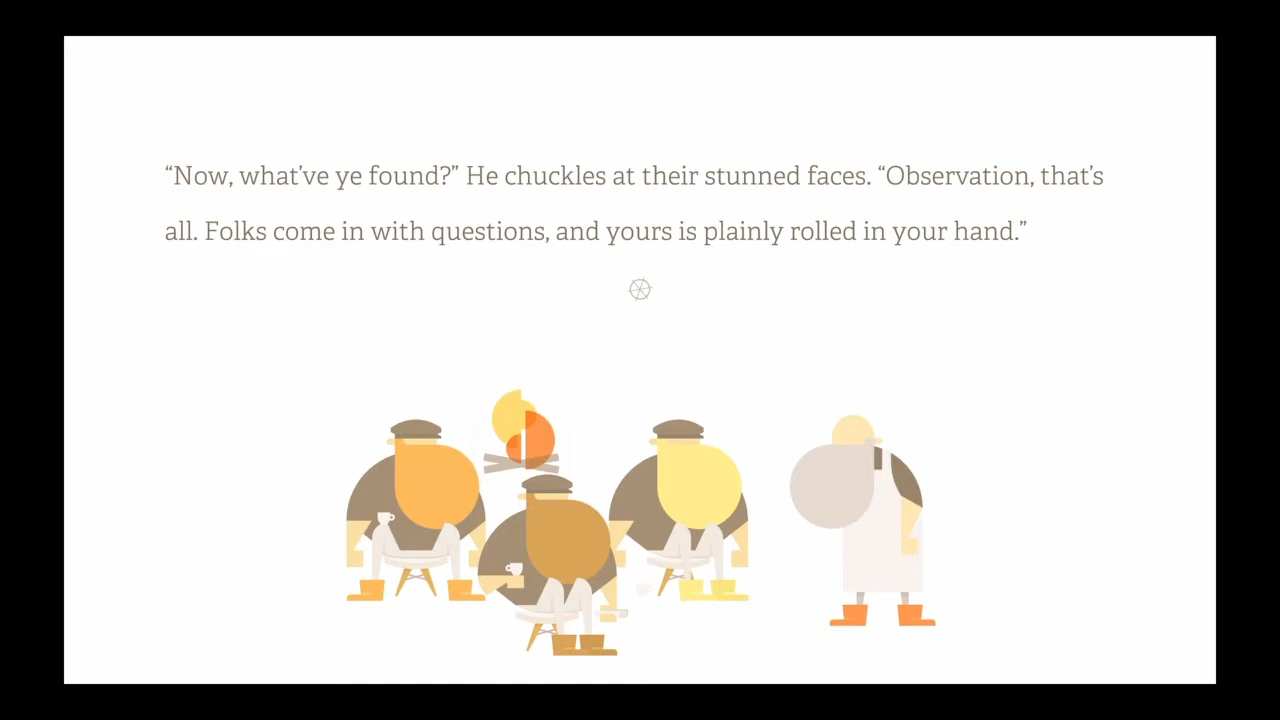 “Now, what’ve ye found?” He chuckles at their stunned faces. “Observation, that’s
all. Folks come in with questions, and yours is plainly rolled in your hand.”